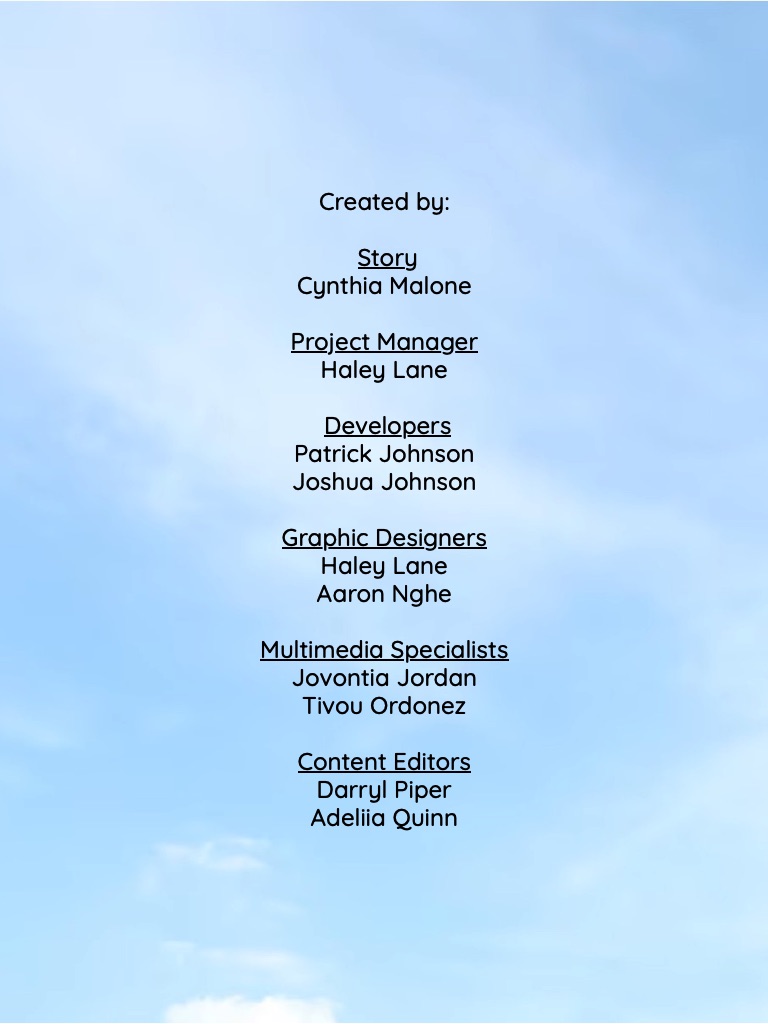 Created by:
Story
Cynthia Malone
Project Manager
Haley Lane
Developers
Patrick Johnson
Joshua Johnson
Graphic Designers
Haley Lane
Aaron Nghe
Multimedia Specialists
Jovontia Jordan
Tivou Ordonez
Content Editors
Darryl Piper
Adeliia Quinn